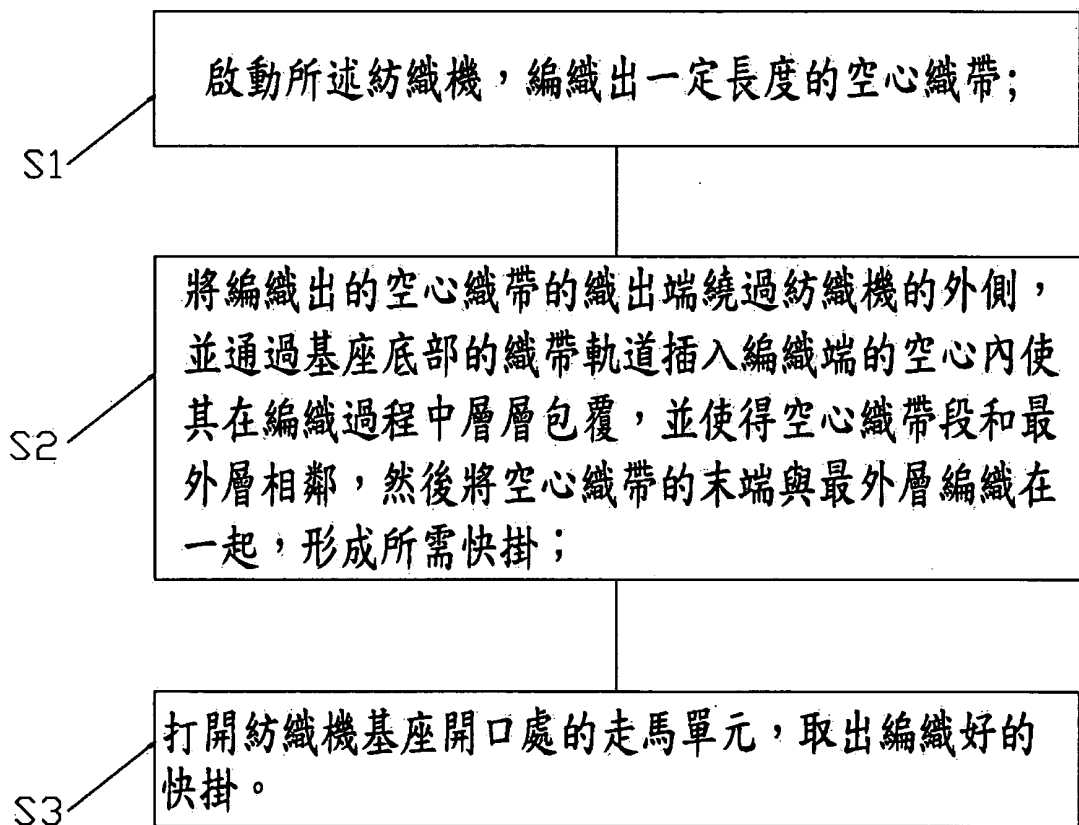 啟動所述紡織機，編織出一定長度的空心織帶;
S1
將編織出的空心織帶的織出端繞過紡織機的外側，
並通過基座底部的織帶軌道插入編織端的空心內使
其在編織過程中層層包覆，並使得空心織帶段和最
外層相鄰，然後將空心織帶的末端與最外層編織在
一起，形成所需快掛；
S2
打開紡織機基座開口處的走馬單元，取出編織好的
快掛。
S3